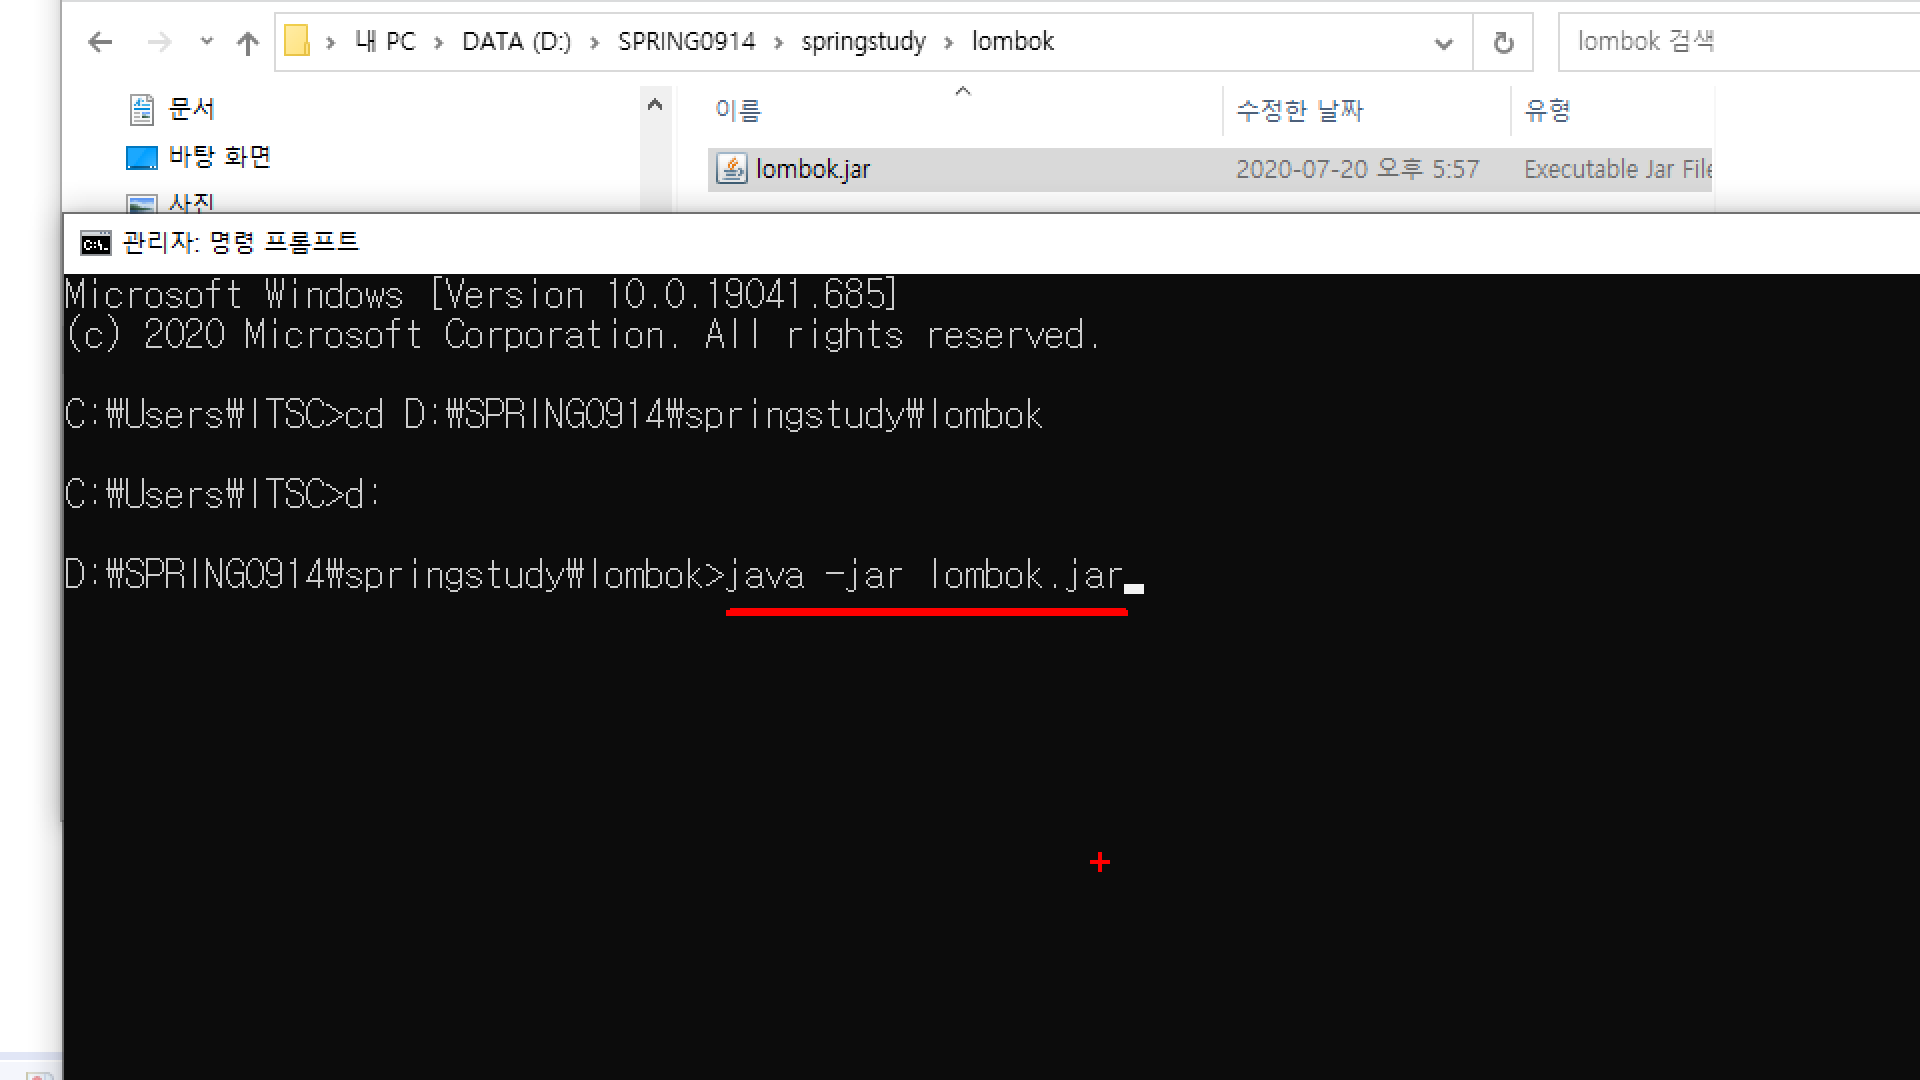 내 PC > DATA (D:) > SPRING0914 > springstudy > lombok
lombok 검색
문서
바탕 화면
사진
이름 수정한 날짜 유형
lombok.jar 2020-07-20 오후 5:57 Executable Jar File
관리자: 명령 프롬프트
Microsoft Windows [Version 10.0.19041.685]
(c) 2020 Microsoft Corporation. All rights reserved.
C:₩Users₩ITSC>cd D:₩SPRING0914₩springstudy₩lombok
C:₩Users₩ITSC>d:
D:₩SPRING0914₩springstudy₩lombok>java -jar lombok.jar